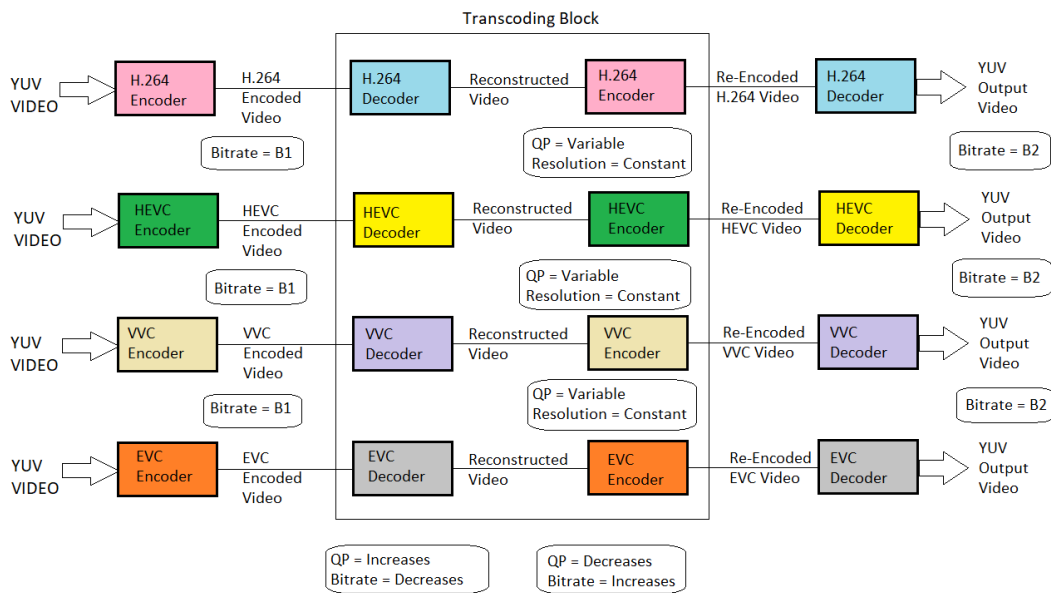 Transcoding Block
YUV
VIDEO
H.264
Encoder
H.264
Encoded
Video
H.264
Decoder
Reconstructed
Video
H.264
Encoder
Re-Encoded
H.264 Video
H.264
Decoder
YUV
Output
Video
Bitrate = B1
QP = Variable
Resolution = Constant
Bitrate = B2
YUV
VIDEO
HEVC
Encoder
HEVC
Encoded
Video
HEVC
Decoder
Reconstructed
Video
HEVC
Encoder
Re-Encoded
HEVC Video
HEVC
Decoder
YUV
Output
Video
Bitrate = B1
QP = Variable
Resolution = Constant
Bitrate = B2
YUV
VIDEO
VVC
Encoder
VVC
Encoded
Video
VVC
Decoder
Reconstructed
Video
VVC
Encoder
Re-Encoded
VVC Video
VVC
Decoder
YUV
Output
Video
Bitrate = B1
QP = Variable
Resolution = Constant
Bitrate = B2
YUV
VIDEO
EVC
Encoder
EVC
Encoded
Video
EVC
Decoder
Reconstructed
Video
EVC
Encoder
Re-Encoded
EVC Video
EVC
Decoder
YUV
Output
Video
QP = Increases
Bitrate = Decreases
QP = Decreases
Bitrate = Increases